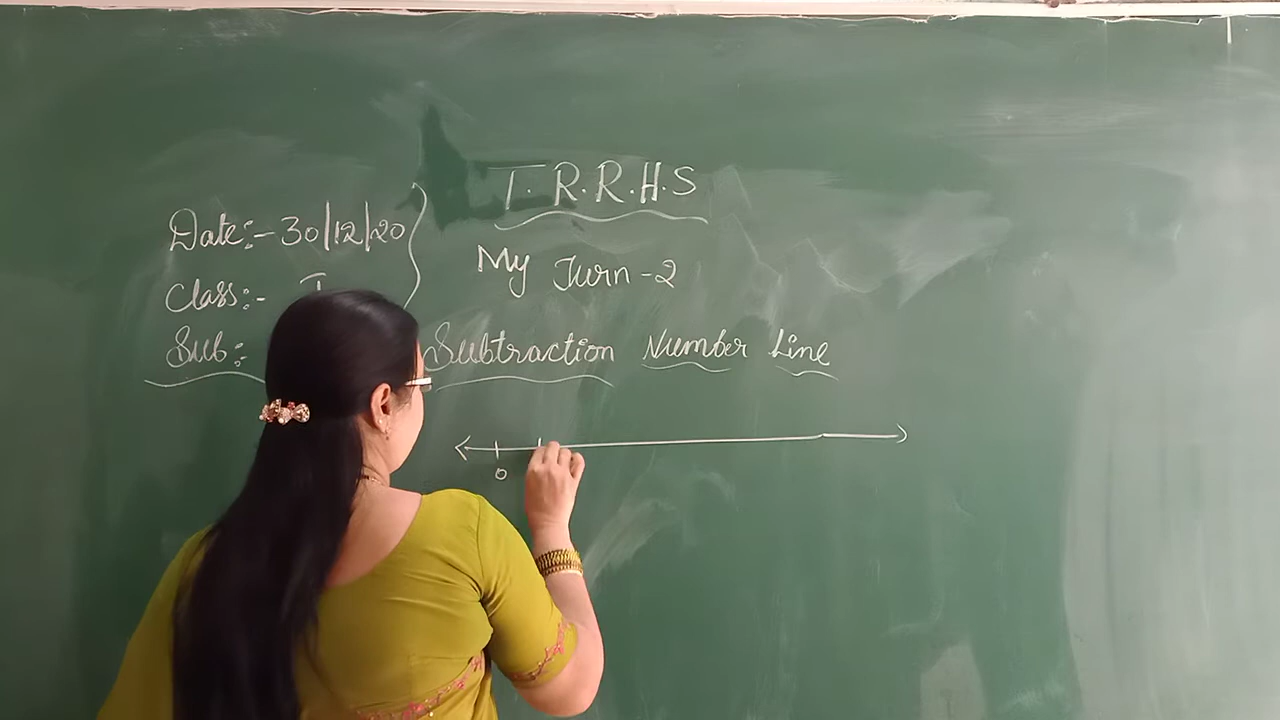 T.R.R.H.S
Date:- 30/12/20
My Turn-2
Class:- I
Sub:-
Subtraction Number Line
0